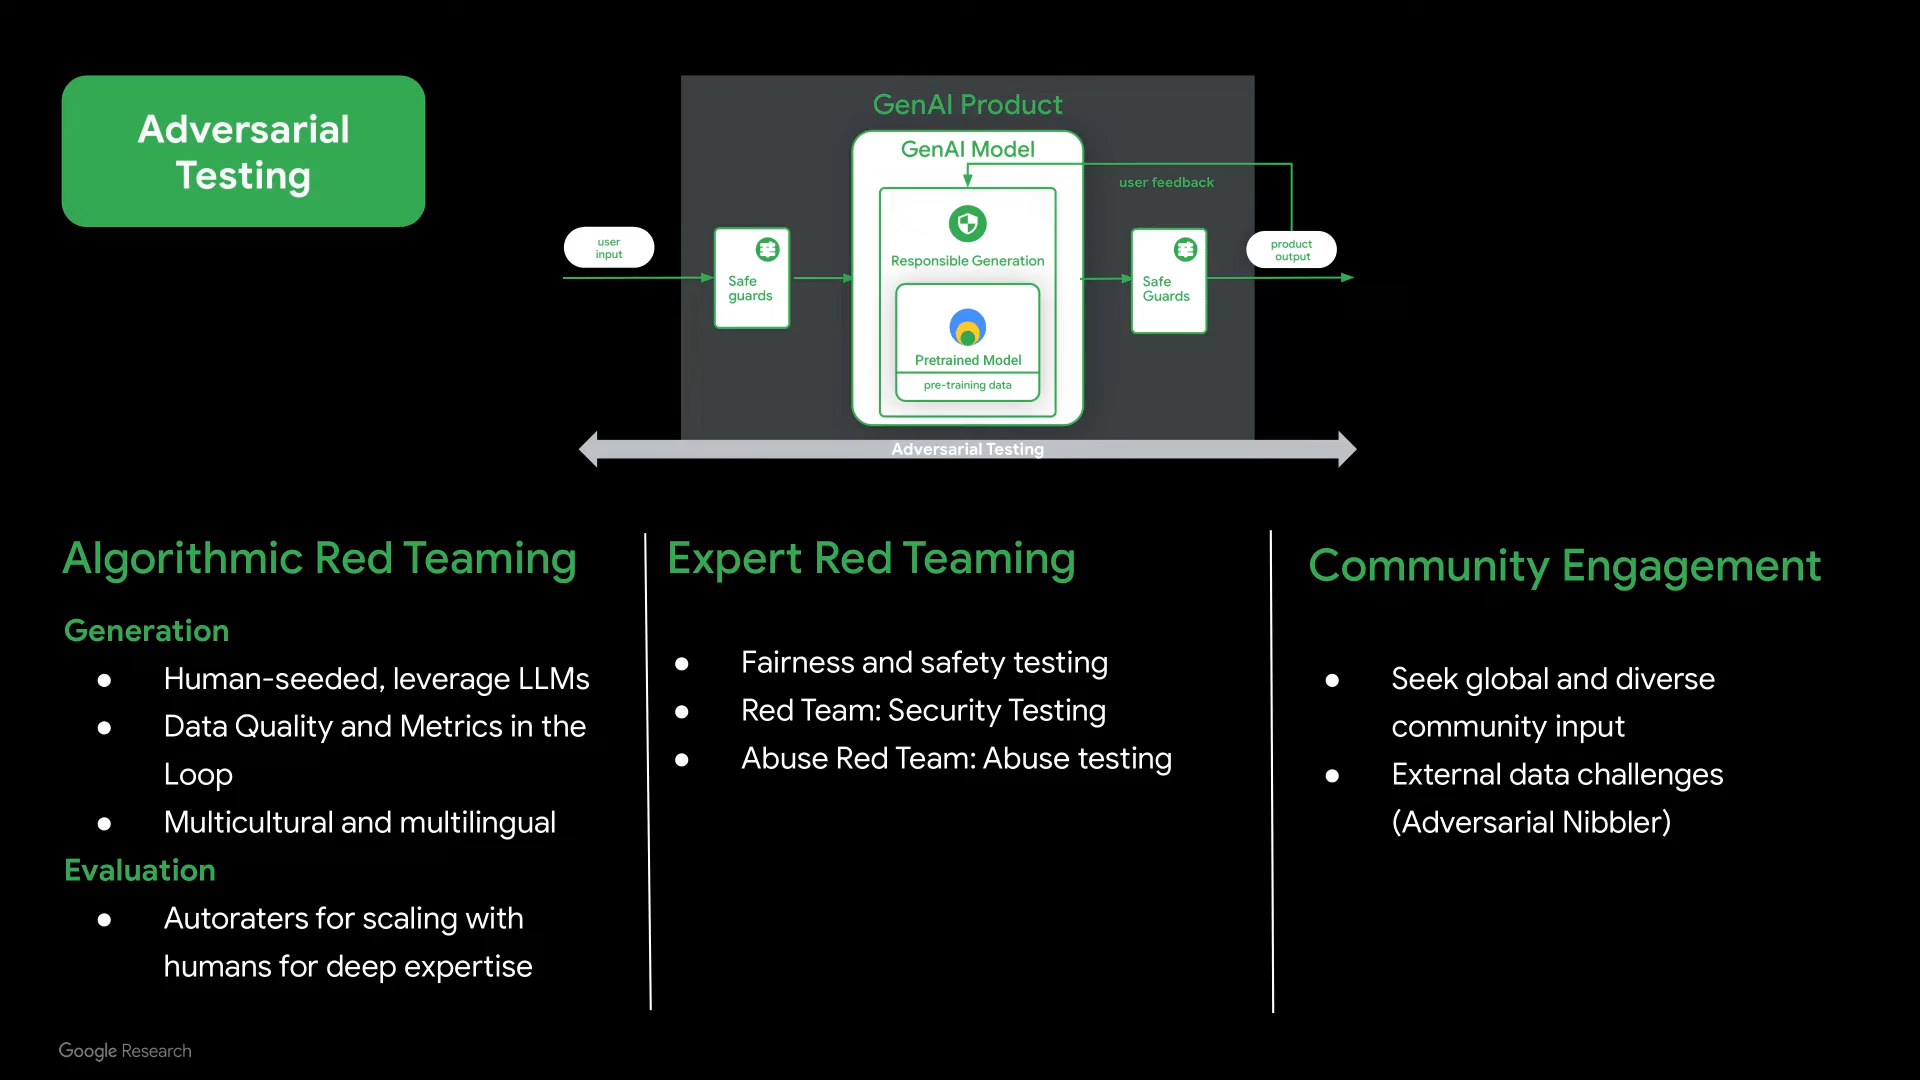 Adversarial
Testing
GenAI Product
GenAI Model
user feedback
user
input
Safe
guards
Responsible Generation
Pretrained Model
pre-training data
Safe
Guards
product
output
Adversarial Testing
Algorithmic Red Teaming
Generation
● Human-seeded, leverage LLMs
● Data Quality and Metrics in the
Loop
● Multicultural and multilingual
Evaluation
● Autoraters for scaling with
humans for deep expertise
Expert Red Teaming
● Fairness and safety testing
● Red Team: Security Testing
● Abuse Red Team: Abuse testing
Community Engagement
● Seek global and diverse
community input
● External data challenges
(Adversarial Nibbler)
Google Research